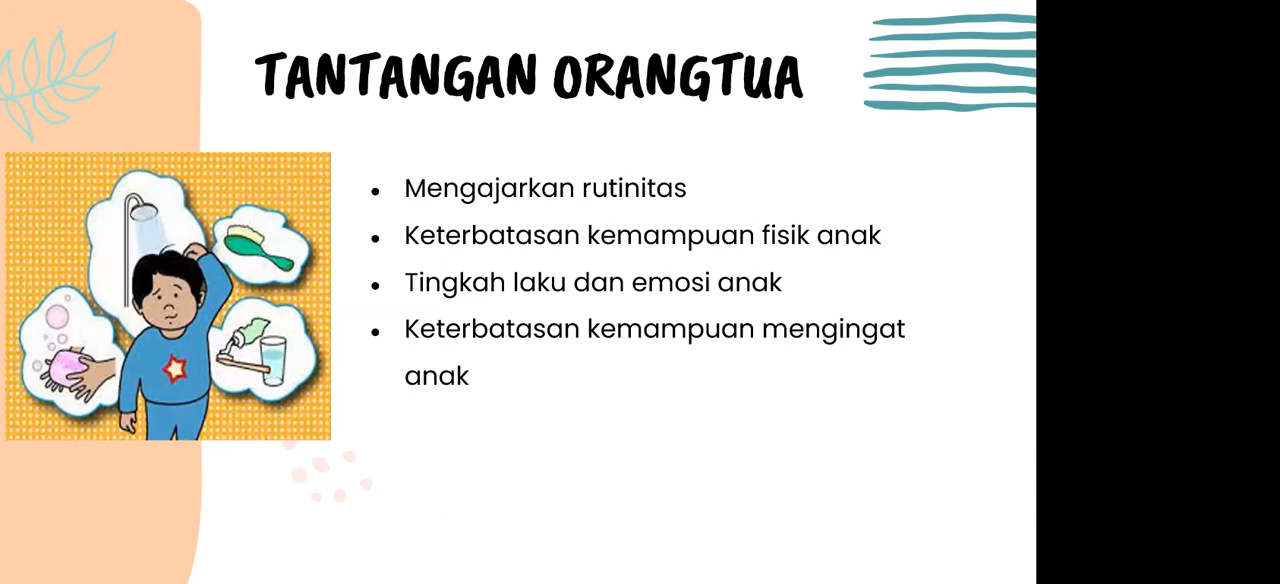 TANTANGAN ORANGTUA
• Mengajarkan rutinitas
• Keterbatasan kemampuan fisik anak
• Tingkah laku dan emosi anak
• Keterbatasan kemampuan mengingat
anak